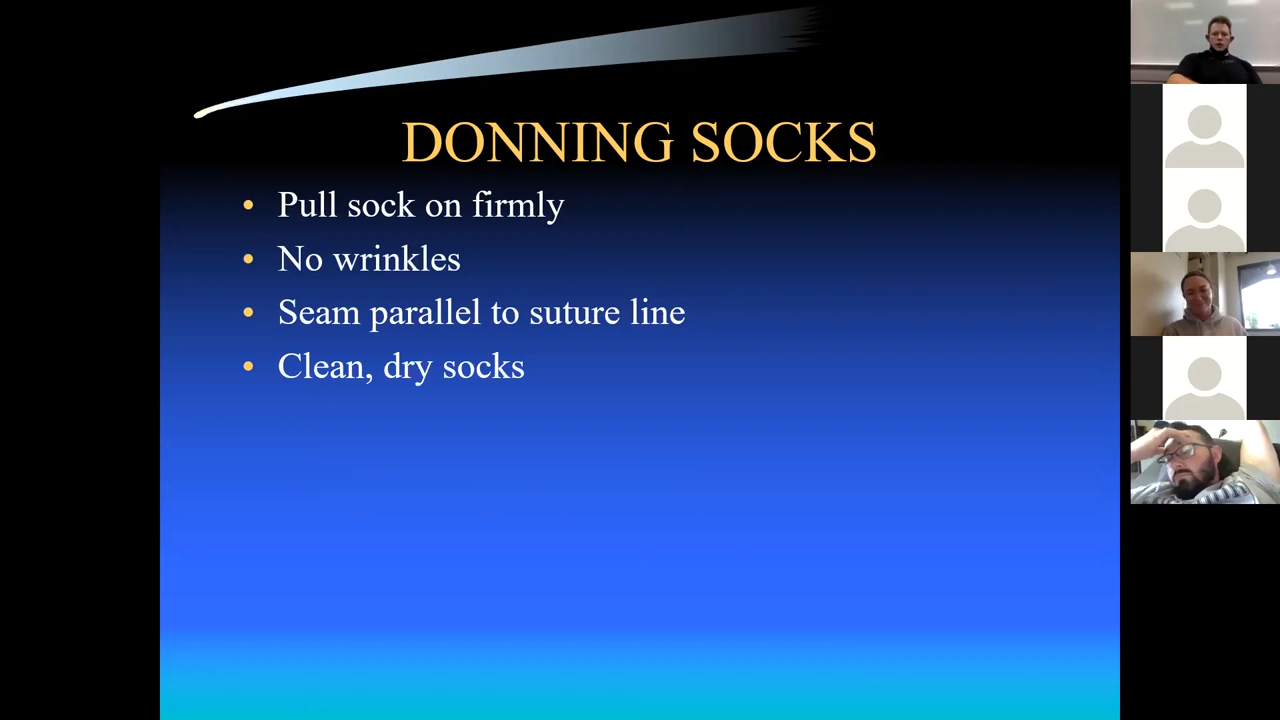 DONNING SOCKS
• Pull sock on firmly
• No wrinkles
• Seam parallel to suture line
• Clean, dry socks